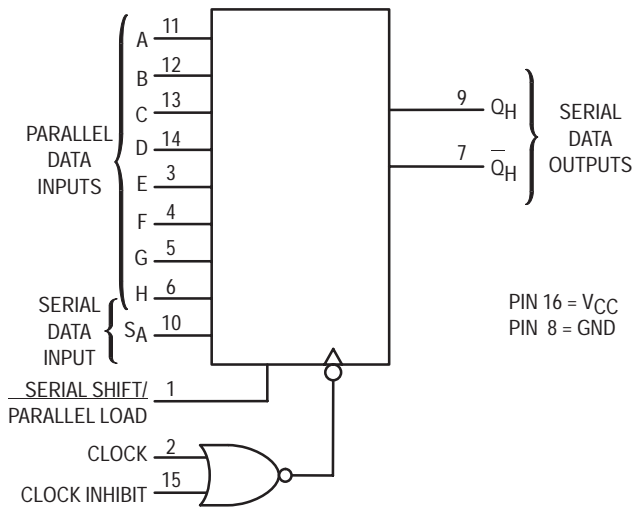 A 11
B 12
C 13
D 14
E 3
F 4
G 5
H 6
PARALLEL
DATA
INPUTS
SERIAL
DATA
INPUT
SA 10
SERIAL SHIFT/
PARALLEL LOAD
1
CLOCK 2
CLOCK INHIBIT 15
9 QH
7 Q̅H
SERIAL
DATA
OUTPUTS
PIN 16 = VCC
PIN 8 = GND